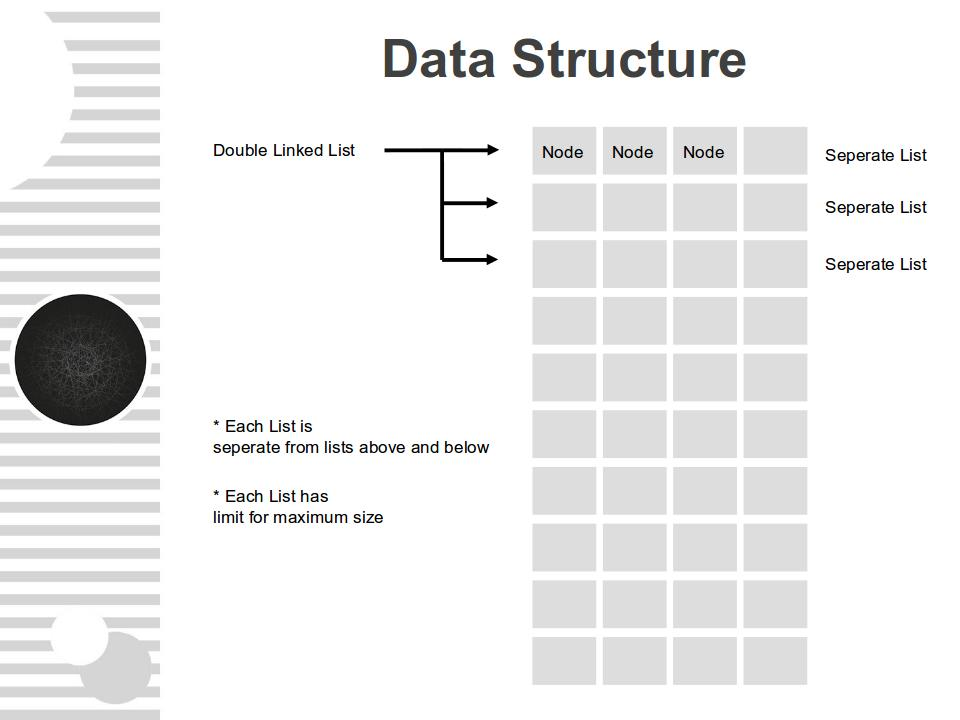 Data Structure
Double Linked List
Node Node Node
Seperate List
Seperate List
Seperate List
* Each List is
seperate from lists above and below
* Each List has
limit for maximum size